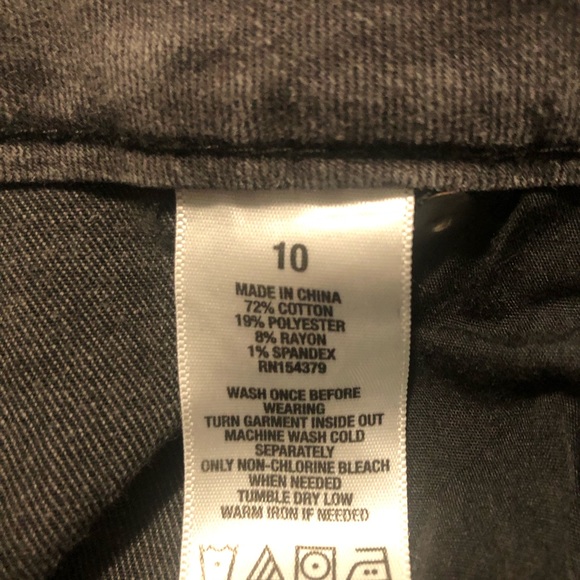 10
MADE IN CHINA
72% COTTON
19% POLYESTER
8% RAYON
1% SPANDEX
RN154379
WASH ONCE BEFORE
WEARING
TURN GARMENT INSIDE OUT
MACHINE WASH COLD
SEPARATELY
ONLY NON-CHLORINE BLEACH
WHEN NEEDED
TUMBLE DRY LOW
WARM IRON IF NEEDED